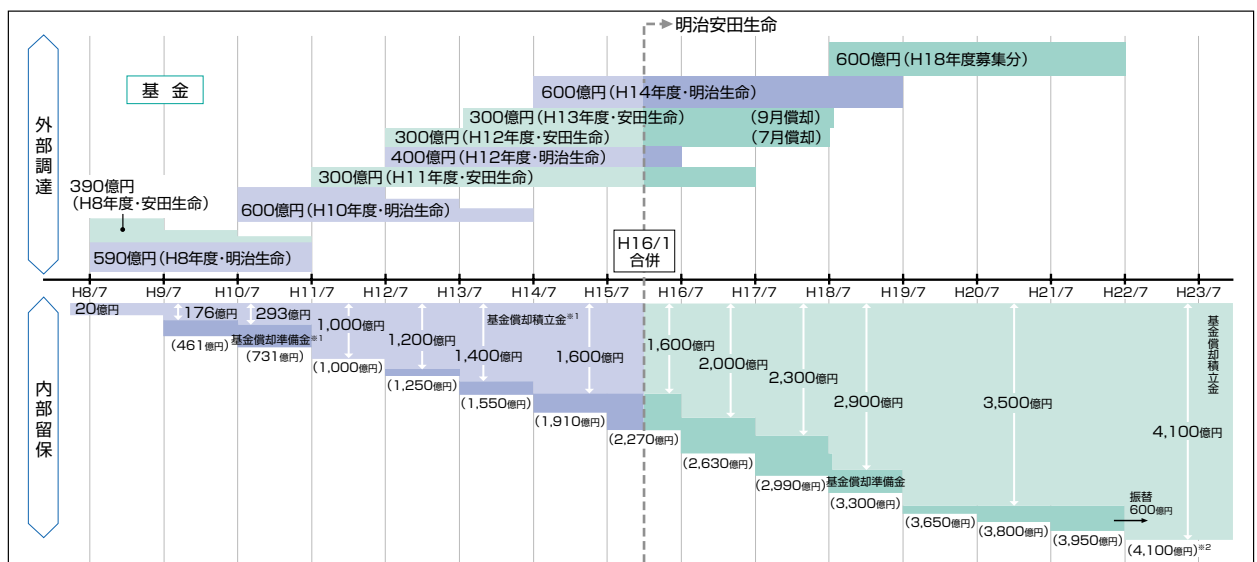 明治安田生命
外部調達
基金
600億円(H18年度募集分)
600億円(H14年度・明治生命)
300億円(H13年度・安田生命)
(9月償却)
300億円(H12年度・安田生命)
(7月償却)
400億円(H12年度・明治生命)
300億円(H11年度・安田生命)
390億円
(H8年度・安田生命)
600億円(H10年度・明治生命)
590億円(H8年度・明治生命)
H16/1
合併
H8/7 H9/7 H10/7 H11/7 H12/7 H13/7 H14/7 H15/7 H16/7 H17/7 H18/7 H19/7 H20/7 H21/7 H22/7 H23/7
内部留保
20億円
176億円
293億円
1,000億円
1,200億円
1,400億円
基金償却積立金※1
1,600億円
1,600億円
2,000億円
2,300億円
2,900億円
3,500億円
4,100億円
基金償却積立金
基金償却準備金※1
(461億円)
(731億円)
(1,000億円)
(1,250億円)
(1,550億円)
(1,910億円)
(2,270億円)
(2,630億円)
(2,990億円)
基金償却準備金
(3,300億円)
(3,650億円)
(3,800億円)
(3,950億円)
振替
600億円
(4,100億円)※2